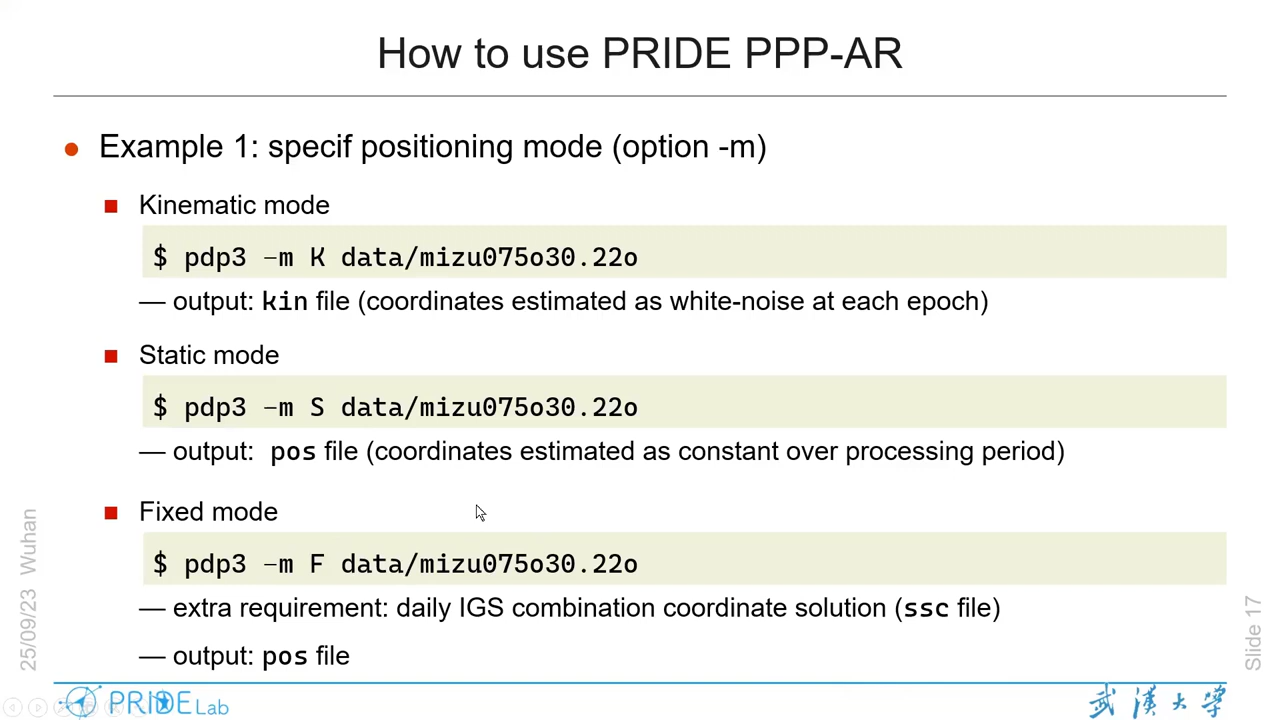 How to use PRIDE PPP-AR
Example 1: specif positioning mode (option -m)
Kinematic mode
$ pdp3 -m K data/mizu075o30.22o
— output: kin file (coordinates estimated as white-noise at each epoch)
Static mode
$ pdp3 -m S data/mizu075o30.22o
— output: pos file (coordinates estimated as constant over processing period)
Fixed mode
$ pdp3 -m F data/mizu075o30.22o
— extra requirement: daily IGS combination coordinate solution (ssc file)
— output: pos file
25/09/23 Wuhan
Slide 17
PRIDE Lab
武漢大学